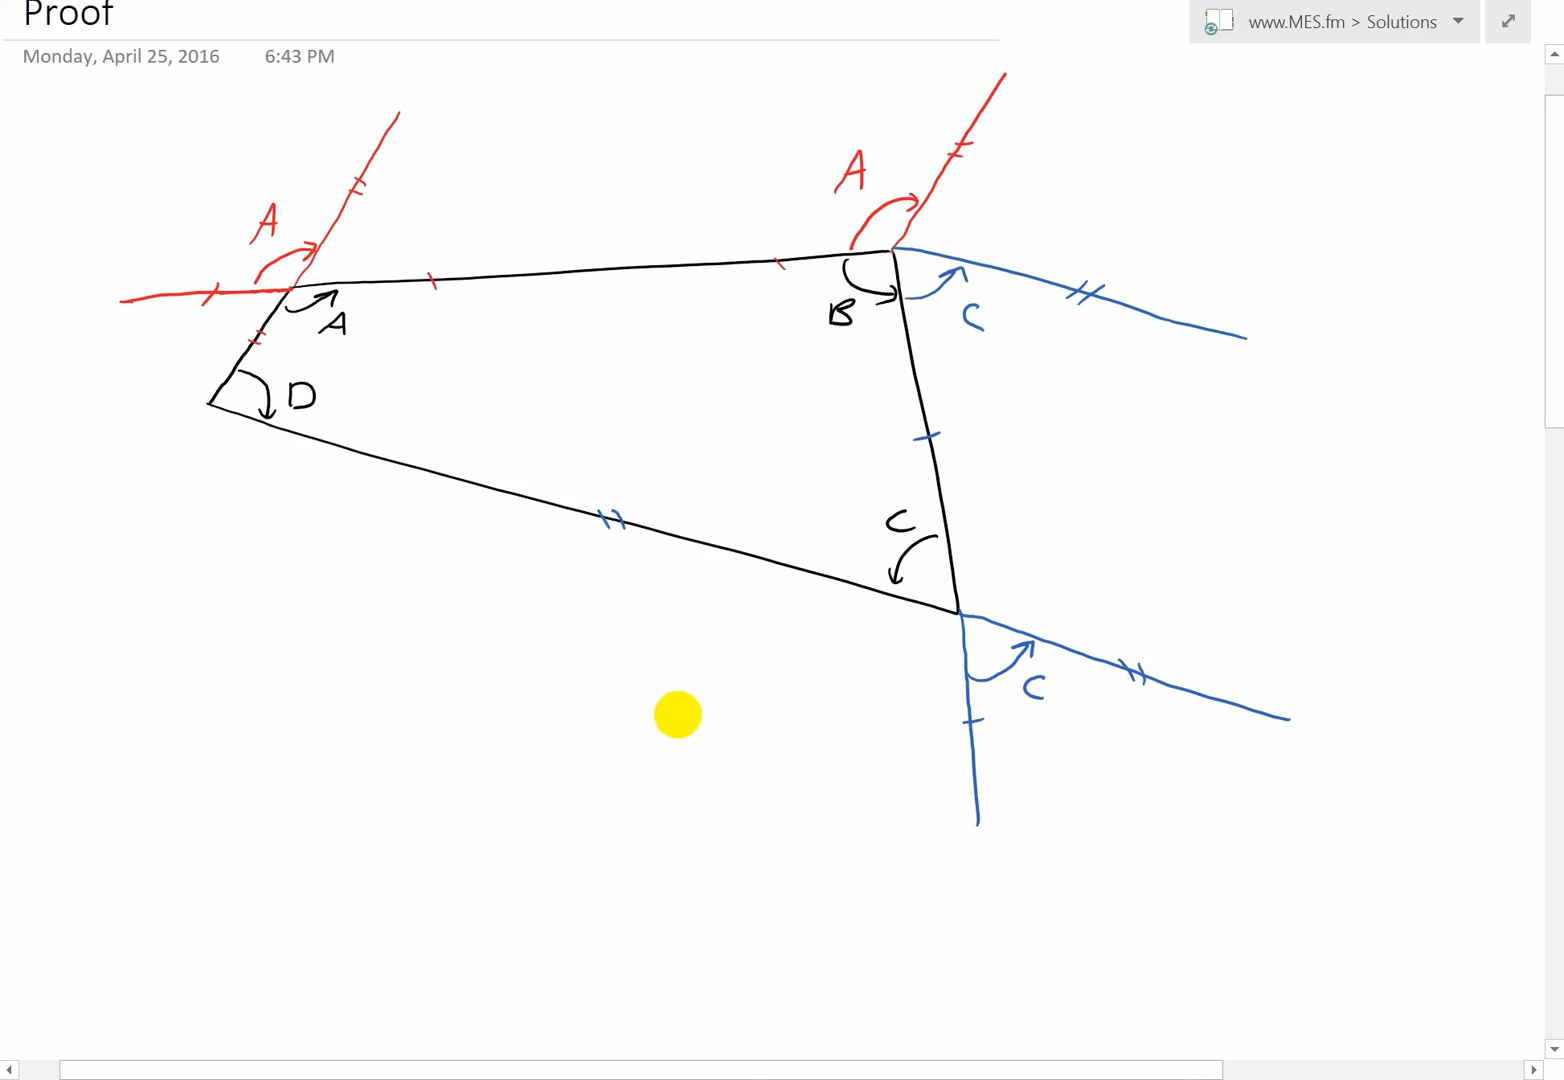 Proof
www.MES.fm > Solutions
Monday, April 25, 2016 6:43 PM
A
A
A
B
C
D
C
C